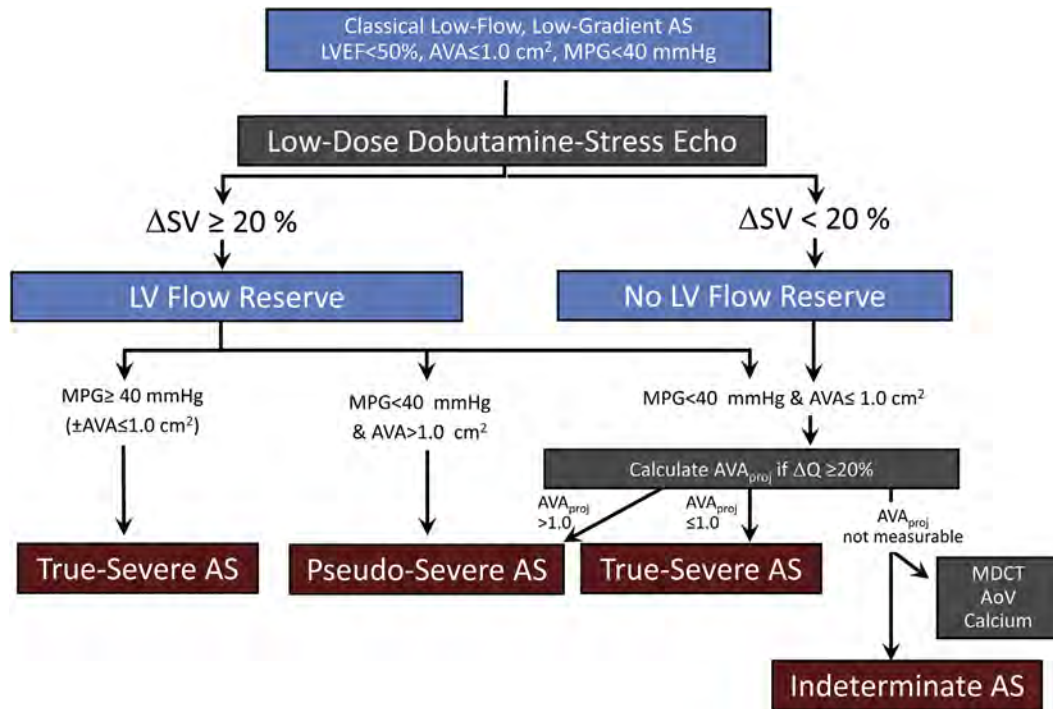 Classical Low-Flow, Low-Gradient AS
LVEF<50%, AVA≤1.0 cm², MPG<40 mmHg
Low-Dose Dobutamine-Stress Echo
ΔSV ≥ 20 %
ΔSV < 20 %
LV Flow Reserve
No LV Flow Reserve
MPG≥ 40 mmHg
(±AVA≤1.0 cm²)
MPG<40 mmHg
& AVA>1.0 cm²
MPG<40 mmHg & AVA≤ 1.0 cm²
Calculate AVAproj if ΔQ ≥20%
AVAproj
>1.0
AVAproj
≤1.0
AVAproj
not measurable
True-Severe AS
Pseudo-Severe AS
True-Severe AS
MDCT
AoV
Calcium
Indeterminate AS